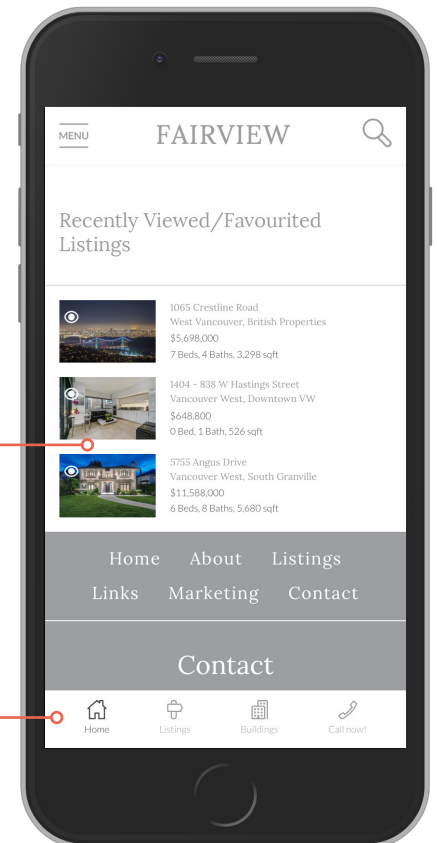 MENU FAIRVIEW
Recently Viewed/Favourited
Listings
1065 Crestline Road
West Vancouver, British Properties
$5,698,000
7 Beds, 4 Baths, 3,298 sqft
1404 - 838 W Hastings Street
Vancouver West, Downtown VW
$648,800
0 Bed, 1 Bath, 526 sqft
5755 Angus Drive
Vancouver West, South Granville
$11,588,000
6 Beds, 8 Baths, 5,680 sqft
Home About Listings
Links Marketing Contact
Contact
Home Listings Buildings Call now!